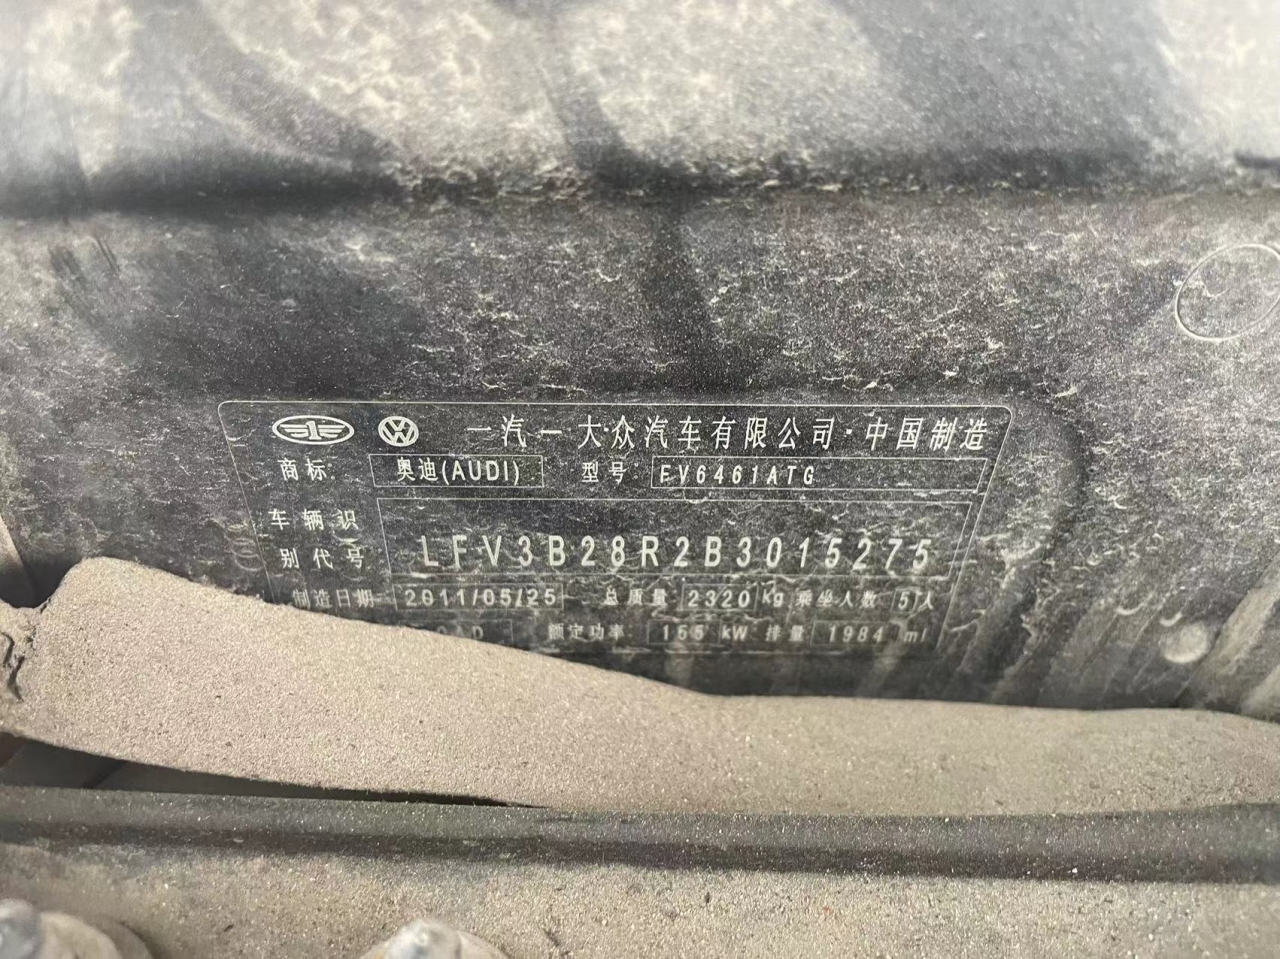 一汽－大众汽车有限公司·中国制造
商标: 奥迪(AUDI) 型号: FV6461ATG
车辆识
别代号 LFV3B28R2B3015275
制造日期 2011/05/25 总质量 2320 kg 乘坐人数 5人
额定功率: 155 kW 排量 1984 ml